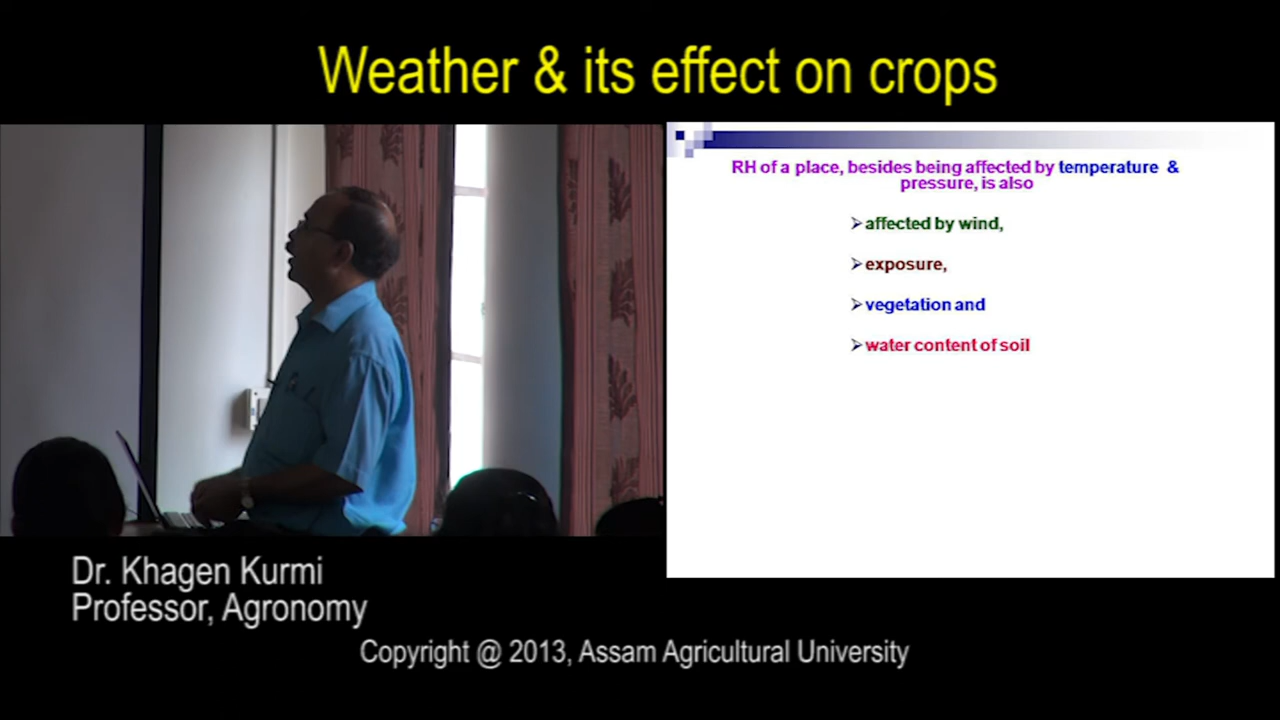 Weather & its effect on crops
RH of a place, besides being affected by temperature &
pressure, is also
➢affected by wind,
➢exposure,
➢vegetation and
➢water content of soil
Dr. Khagen Kurmi
Professor, Agronomy
Copyright @ 2013, Assam Agricultural University